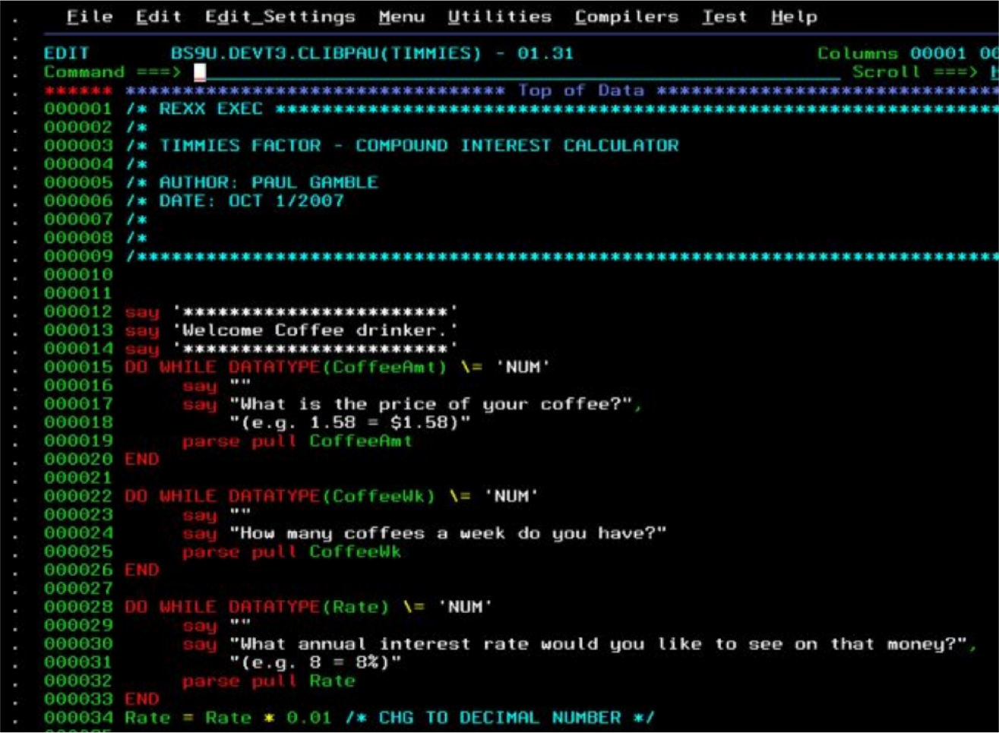 File Edit Edit_Settings Menu Utilities Compilers Test Help
EDIT BS9U.DEVT3.CLIBPAU(TIMMIES) - 01.31 Columns 00001 00
Command ===> Scroll ===>
****** ********************************* Top of Data ******************************
000001 /* REXX EXEC ***************************************************************
000002 /*
000003 /* TIMMIES FACTOR - COMPOUND INTEREST CALCULATOR
000004 /*
000005 /* AUTHOR: PAUL GAMBLE
000006 /* DATE: OCT 1/2007
000007 /*
000008 /*
000009 /***************************************************************************
000010
000011
000012 say '***********************'
000013 say 'Welcome Coffee drinker.'
000014 say '***********************'
000015 DO WHILE DATATYPE(CoffeeAmt) \= 'NUM'
000016 say ""
000017 say "What is the price of your coffee?",
000018 "(e.g. 1.58 = $1.58)"
000019 parse pull CoffeeAmt
000020 END
000021
000022 DO WHILE DATATYPE(CoffeeWk) \= 'NUM'
000023 say ""
000024 say "How many coffees a week do you have?"
000025 parse pull CoffeeWk
000026 END
000027
000028 DO WHILE DATATYPE(Rate) \= 'NUM'
000029 say ""
000030 say "What annual interest rate would you like to see on that money?",
000031 "(e.g. 8 = 8%)"
000032 parse pull Rate
000033 END
000034 Rate = Rate * 0.01 /* CHG TO DECIMAL NUMBER */